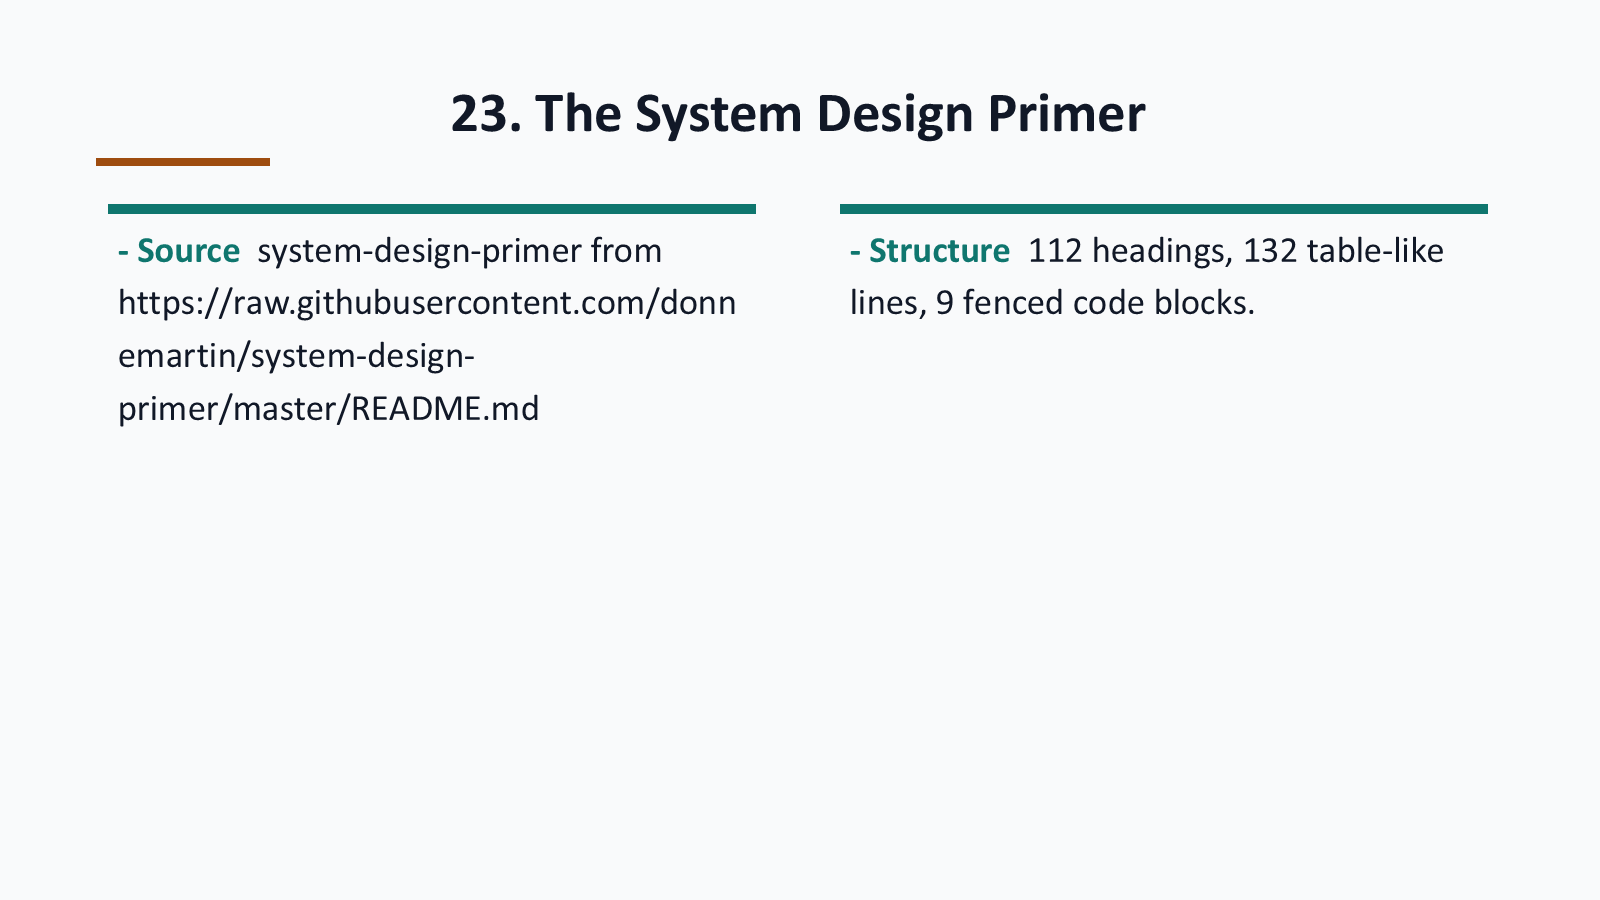 23. The System Design Primer
- Source  system-design-primer from
https://raw.githubusercontent.com/donn
emartin/system-design-
primer/master/README.md
- Structure  112 headings, 132 table-like
lines, 9 fenced code blocks.